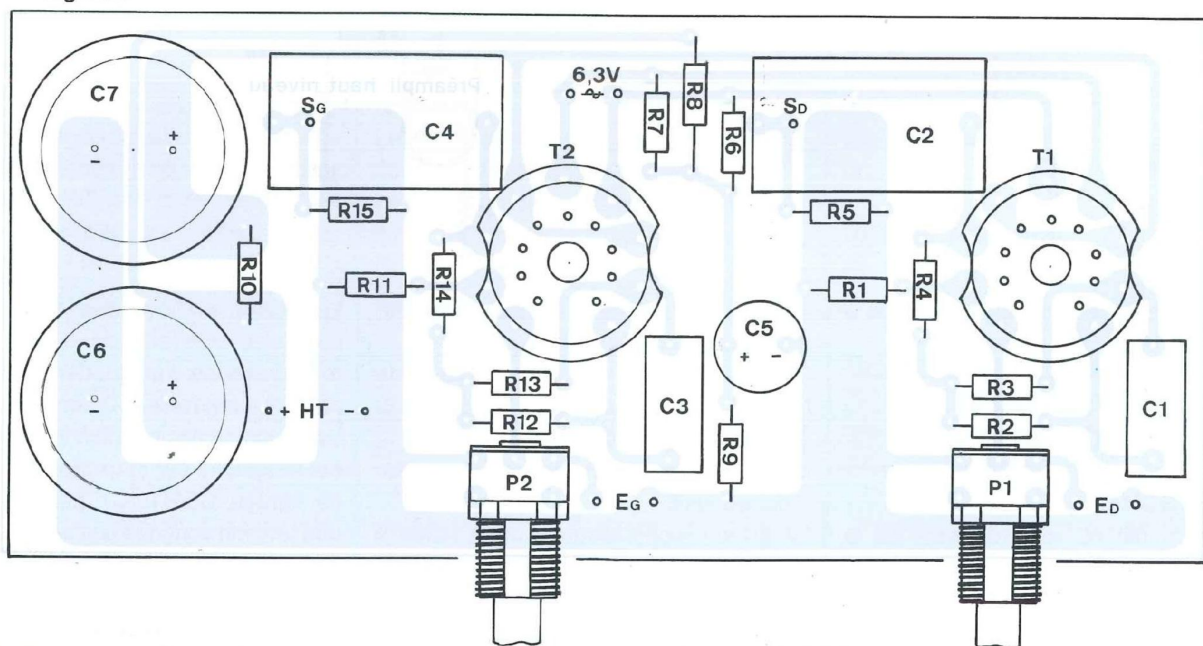 C7
- +
SG
C4
6,3V
R7
R8
R6
SD
C2
T2
T1
Préampli haut niveau
R15
R5
R10
R11
R14
R1
R4
C6
- +
+ HT -
C5
+ -
R13
R12
C3
R9
R3
R2
C1
P2
EG
P1
ED